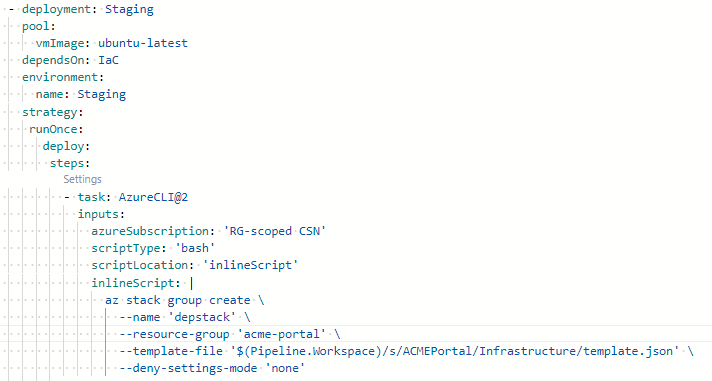 - deployment: Staging
pool:
vmImage: ubuntu-latest
dependsOn: IaC
environment:
name: Staging
strategy:
runOnce:
deploy:
steps:
Settings
- task: AzureCLI@2
inputs:
azureSubscription: 'RG-scoped CSN'
scriptType: 'bash'
scriptLocation: 'inlineScript'
inlineScript: |
az stack group create \
--name 'depstack' \
--resource-group 'acme-portal' \
--template-file '$(Pipeline.Workspace)/s/ACMEPortal/Infrastructure/template.json' \
--deny-settings-mode 'none'